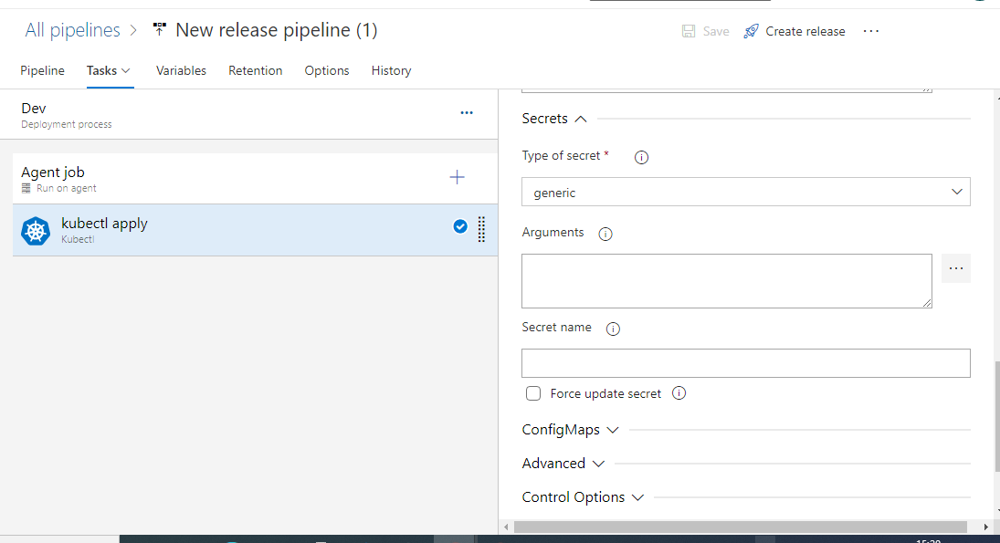 All pipelines > New release pipeline (1)
Save Create release ...
Pipeline Tasks Variables Retention Options History
Dev
Deployment process
...
Agent job
Run on agent
kubectl apply
Kubectl
Secrets
Type of secret *
generic
Arguments
...
Secret name
Force update secret
ConfigMaps
Advanced
Control Options